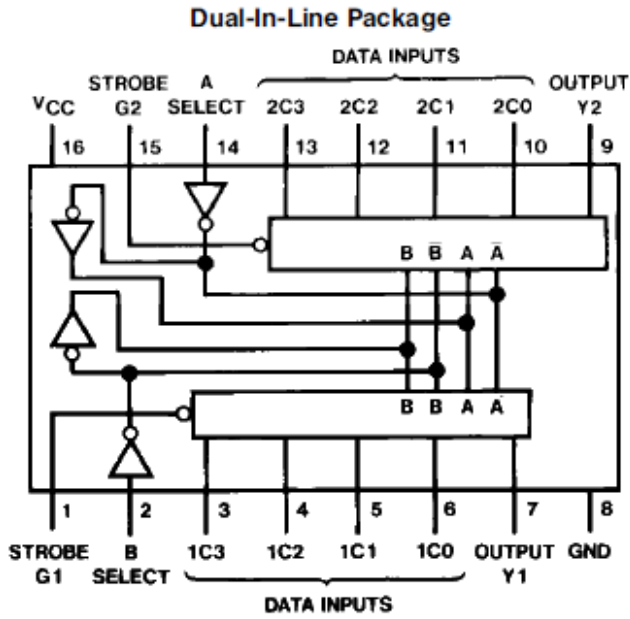 Dual-In-Line Package
DATA INPUTS
STROBE A OUTPUT
VCC G2 SELECT 2C3 2C2 2C1 2C0 Y2
16 15 14 13 12 11 10 9
B B̅ A A̅
B B A A
1 2 3 4 5 6 7 8
STROBE B 1C3 1C2 1C1 1C0 OUTPUT GND
G1 SELECT Y1
DATA INPUTS